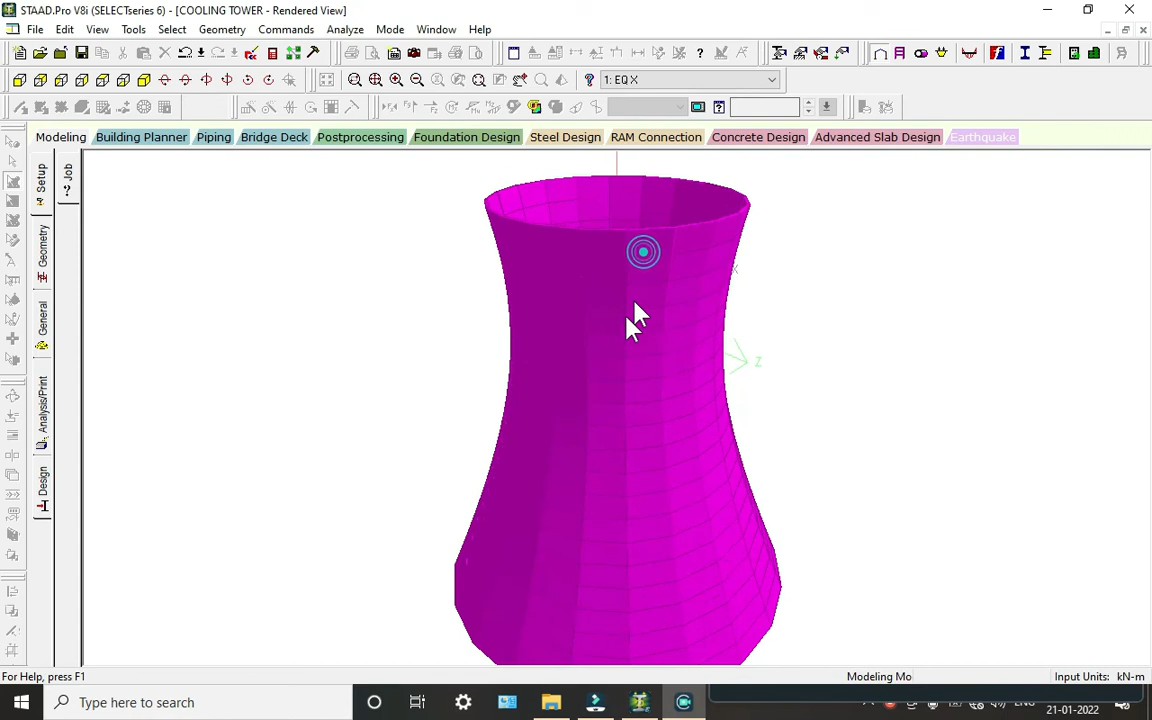 STAAD.Pro V8i (SELECTseries 6) - [COOLING TOWER - Rendered View]
File Edit View Tools Select Geometry Commands Analyze Mode Window Help
1: EQ X
Modeling Building Planner Piping Bridge Deck Postprocessing Foundation Design Steel Design RAM Connection Concrete Design Advanced Slab Design Earthquake
Setup
Job
Geometry
General
Analysis/Print
Design
x
z
For Help, press F1
Modeling Mo
Input Units: kN-m
Type here to search
ENG
21-01-2022